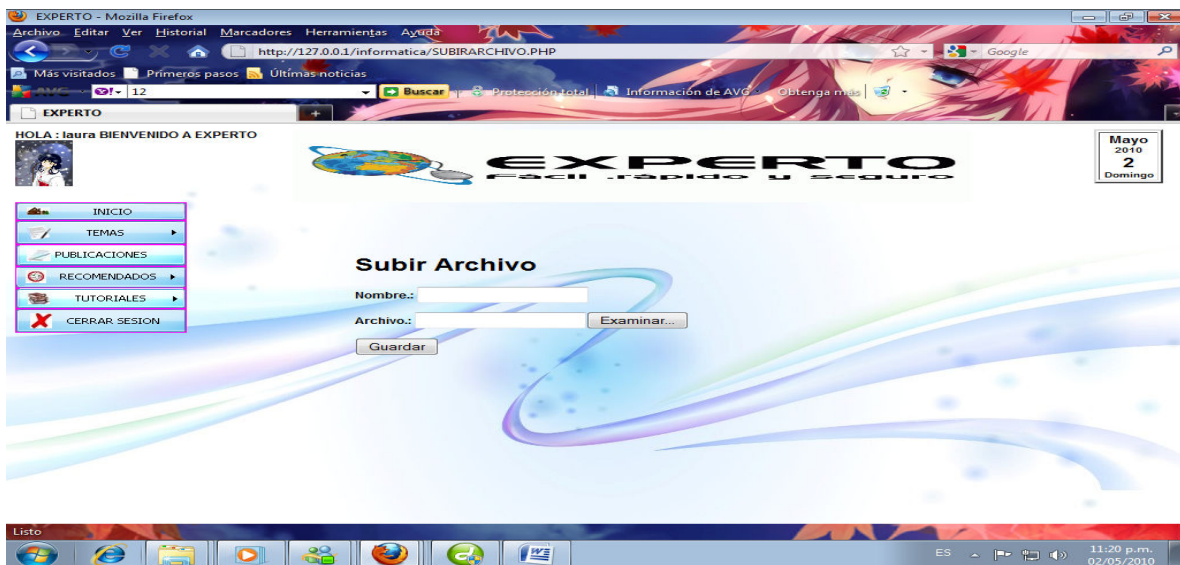 EXPERTO - Mozilla Firefox
Archivo Editar Ver Historial Marcadores Herramientas Ayuda
http://127.0.0.1/informatica/SUBIRARCHIVO.PHP
Google
Más visitados Primeros pasos Últimas noticias
AVG 12 Buscar Protección total Información de AVG Obtenga más
EXPERTO
HOLA : laura BIENVENIDO A EXPERTO
EXPERTO
Fácil ,rápido y seguro
Mayo
2010
2
Domingo
INICIO
TEMAS
PUBLICACIONES
RECOMENDADOS
TUTORIALES
CERRAR SESION
Subir Archivo
Nombre.:
Archivo.: Examinar...
Guardar
Listo
ES
11:20 p.m.
02/05/2010